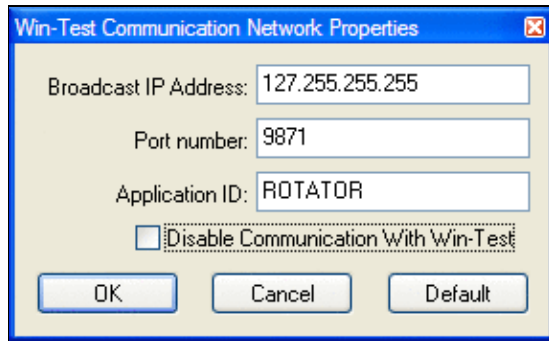 Win-Test Communication Network Properties
Broadcast IP Address: 127.255.255.255
Port number: 9871
Application ID: ROTATOR
Disable Communication With Win-Test
OK Cancel Default